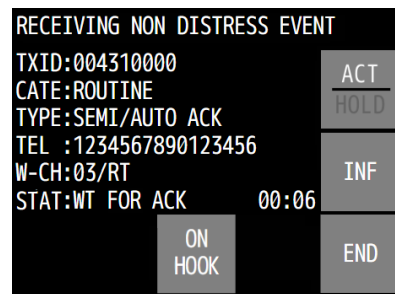 RECEIVING NON DISTRESS EVENT
TXID:004310000
CATE:ROUTINE
TYPE:SEMI/AUTO ACK
TEL :1234567890123456
W-CH:03/RT
STAT:WT FOR ACK 00:06
ACT
HOLD
INF
END
ON
HOOK